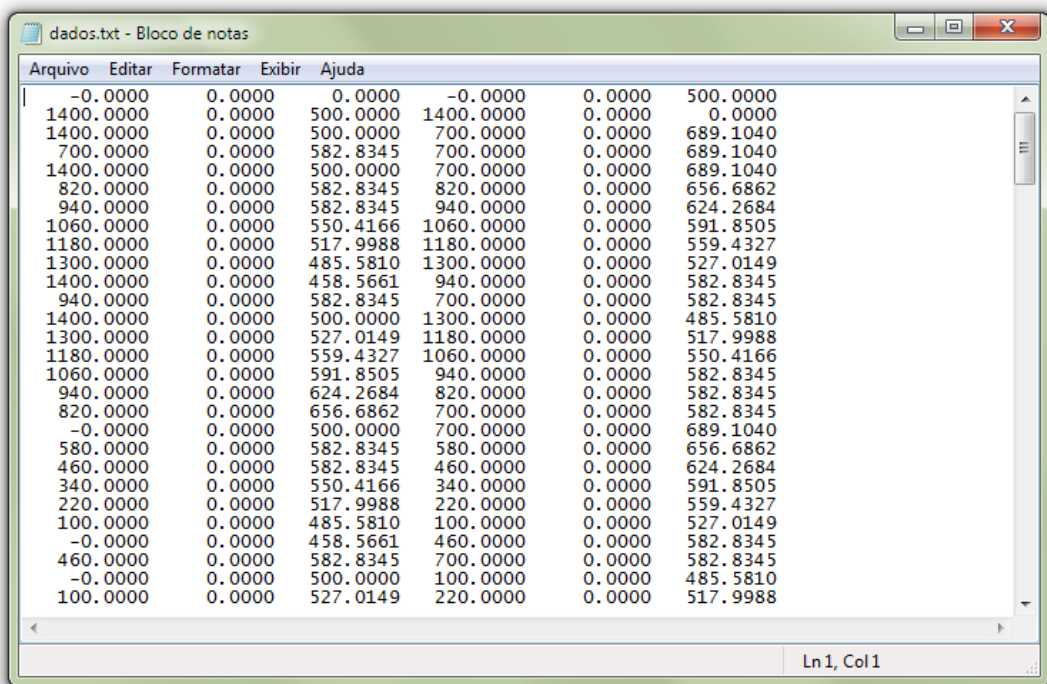 dados.txt - Bloco de notas
Arquivo Editar Formatar Exibir Ajuda
-0.0000 0.0000 0.0000 -0.0000 0.0000 500.0000
1400.0000 0.0000 500.0000 1400.0000 0.0000 0.0000
1400.0000 0.0000 500.0000 700.0000 0.0000 689.1040
700.0000 0.0000 582.8345 700.0000 0.0000 689.1040
1400.0000 0.0000 500.0000 700.0000 0.0000 689.1040
820.0000 0.0000 582.8345 820.0000 0.0000 656.6862
940.0000 0.0000 582.8345 940.0000 0.0000 624.2684
1060.0000 0.0000 550.4166 1060.0000 0.0000 591.8505
1180.0000 0.0000 517.9988 1180.0000 0.0000 559.4327
1300.0000 0.0000 485.5810 1300.0000 0.0000 527.0149
1400.0000 0.0000 458.5661 940.0000 0.0000 582.8345
940.0000 0.0000 582.8345 700.0000 0.0000 582.8345
1400.0000 0.0000 500.0000 1300.0000 0.0000 485.5810
1300.0000 0.0000 527.0149 1180.0000 0.0000 517.9988
1180.0000 0.0000 559.4327 1060.0000 0.0000 550.4166
1060.0000 0.0000 591.8505 940.0000 0.0000 582.8345
940.0000 0.0000 624.2684 820.0000 0.0000 582.8345
820.0000 0.0000 656.6862 700.0000 0.0000 582.8345
-0.0000 0.0000 500.0000 700.0000 0.0000 689.1040
580.0000 0.0000 582.8345 580.0000 0.0000 656.6862
460.0000 0.0000 582.8345 460.0000 0.0000 624.2684
340.0000 0.0000 550.4166 340.0000 0.0000 591.8505
220.0000 0.0000 517.9988 220.0000 0.0000 559.4327
100.0000 0.0000 485.5810 100.0000 0.0000 527.0149
-0.0000 0.0000 458.5661 460.0000 0.0000 582.8345
460.0000 0.0000 582.8345 700.0000 0.0000 582.8345
-0.0000 0.0000 500.0000 100.0000 0.0000 485.5810
100.0000 0.0000 527.0149 220.0000 0.0000 517.9988
Ln 1, Col 1